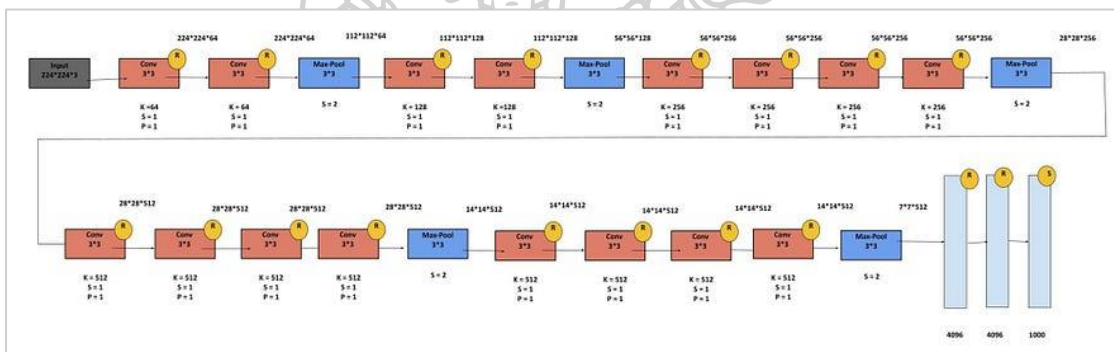 224*224*64 224*224*64 112*112*64 112*112*128 112*112*128 56*56*128 56*56*256 56*56*256 56*56*256 56*56*256 28*28*256
R R R R R R R R
Input Conv Conv Max-Pool Conv Conv Max-Pool Conv Conv Conv Conv Max-Pool
224*224*3 3*3 3*3 3*3 3*3 3*3 3*3 3*3 3*3 3*3 3*3 3*3
K =64 K = 64 S = 2 K = 128 K =128 S = 2 K = 256 K = 256 K = 256 K = 256 S = 2
S = 1 S = 1 S = 1 S = 1 S = 1 S = 1 S = 1 S = 1
P = 1 P = 1 P = 1 P = 1 P = 1 P = 1 P = 1 P = 1
R R S
28*28*512 28*28*512 28*28*512 28*28*512 14*14*512 14*14*512 14*14*512 14*14*512 14*14*512 7*7*512
R R R R R R R R
Conv Conv Conv Conv Max-Pool Conv Conv Conv Conv Max-Pool
3*3 3*3 3*3 3*3 3*3 3*3 3*3 3*3 3*3 3*3
K = 512 K = 512 K = 512 K = 512 S = 2 K = 512 K = 512 K = 512 K = 512 S = 2
S = 1 S = 1 S = 1 S = 1 S = 1 S = 1 S = 1 S = 1
P = 1 P = 1 P = 1 P = 1 P = 1 P = 1 P = 1 P = 1
4096 4096 1000